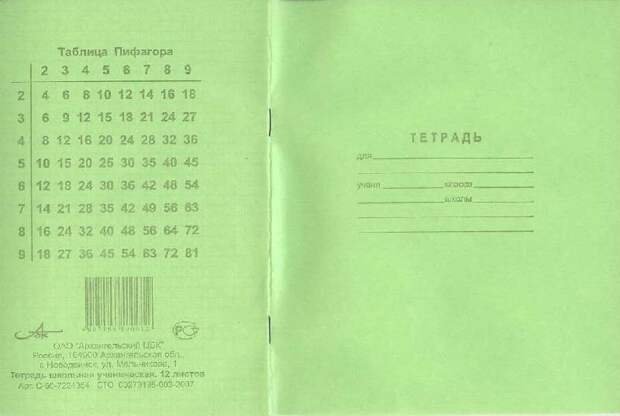 Таблица Пифагора
2 3 4 5 6 7 8 9
2 4 6 8 10 12 14 16 18
3 6 9 12 15 18 21 24 27
4 8 12 16 20 24 28 32 36
5 10 15 20 25 30 35 40 45
6 12 18 24 30 36 42 48 54
7 14 21 28 35 42 49 56 63
8 16 24 32 40 48 56 64 72
9 18 27 36 45 54 63 72 81
ОАО "Архангельский ЦБК"
Россия, 164900 Архангельская обл.,
г. Новодвинск, ул. Мельникова, 1
Тетрадь школьная ученическая. 12 листов
Арт.
ТЕТРАДЬ
для
учени класса
школы